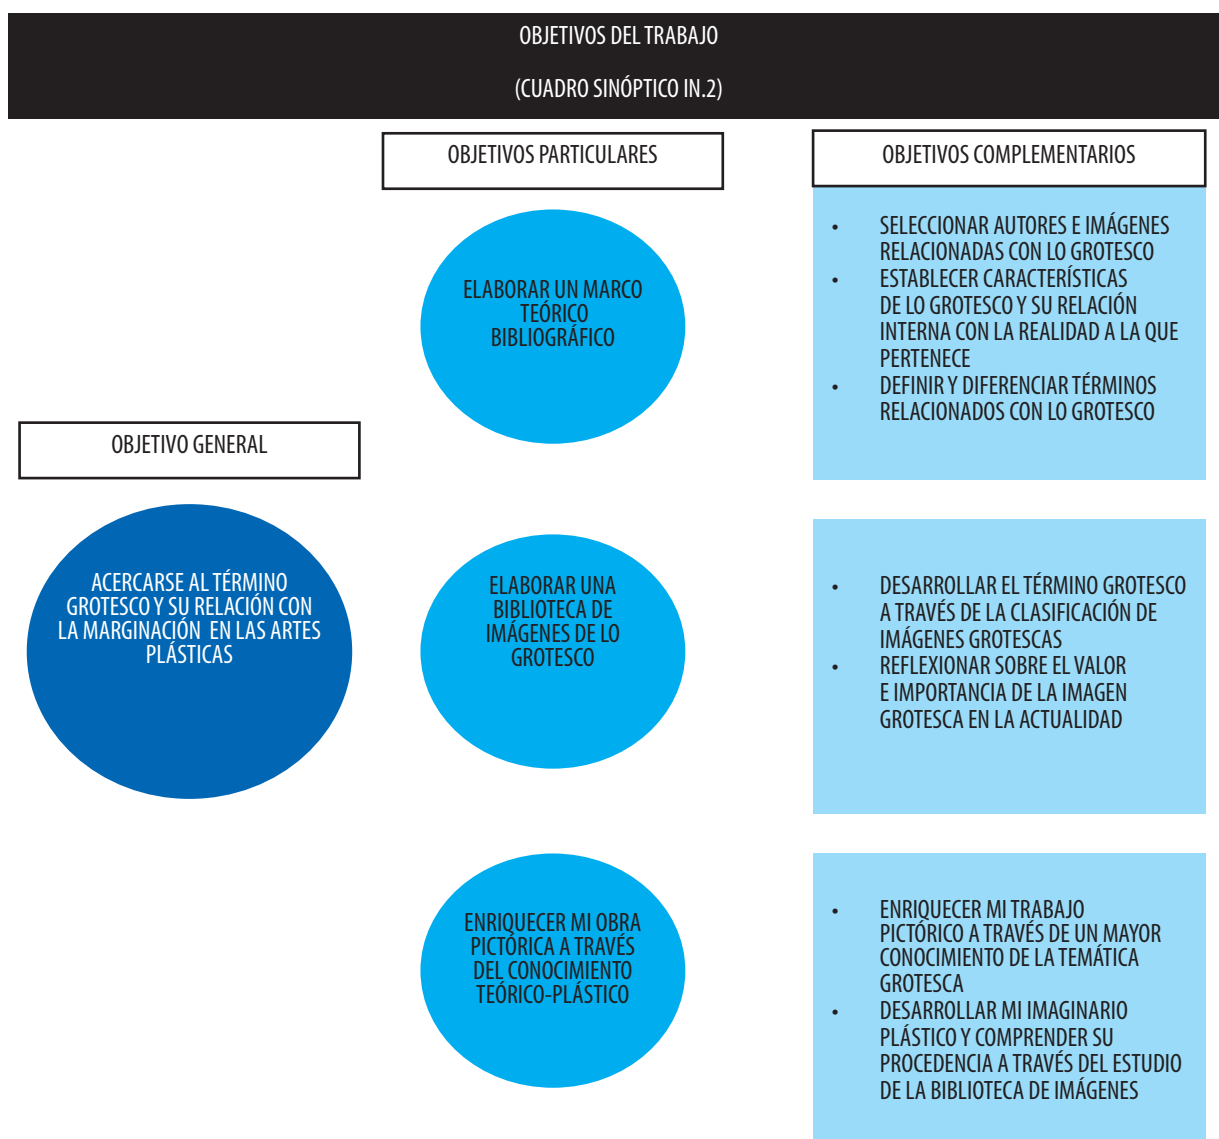 OBJETIVOS DEL TRABAJO
(CUADRO SINÓPTICO IN.2)
OBJETIVO GENERAL
ACERCARSE AL TÉRMINO
GROTESCO Y SU RELACIÓN CON
LA MARGINACIÓN EN LAS ARTES
PLÁSTICAS
OBJETIVOS PARTICULARES
ELABORAR UN MARCO
TEÓRICO
BIBLIOGRÁFICO
ELABORAR UNA
BIBLIOTECA DE
IMÁGENES DE LO
GROTESCO
ENRIQUECER MI OBRA
PICTÓRICA A TRAVÉS
DEL CONOCIMIENTO
TEÓRICO-PLÁSTICO
OBJETIVOS COMPLEMENTARIOS
• SELECCIONAR AUTORES E IMÁGENES
RELACIONADAS CON LO GROTESCO
• ESTABLECER CARACTERÍSTÍCAS
DE LO GROTESCO Y SU RELACIÓN
INTERNA CON LA REALIDAD A LA QUE
PERTENECE
• DEFINIR Y DIFERENCIAR TÉRMINOS
RELACIONADOS CON LO GROTESCO
• DESARROLLAR EL TÉRMINO GROTESCO
A TRAVÉS DE LA CLASIFICACIÓN DE
IMÁGENES GROTESCAS
• REFLEXIONAR SOBRE EL VALOR
E IMPORTANCIA DE LA IMAGEN
GROTESCA EN LA ACTUALIDAD
• ENRIQUECER MI TRABAJO
PICTÓRICO A TRAVÉS DE UN MAYOR
CONOCIMIENTO DE LA TEMÁTICA
GROTESCA
• DESARROLLAR MI IMAGINARIO
PLÁSTICO Y COMPRENDER SU
PROCEDENCIA A TRAVÉS DEL ESTUDIO
DE LA BIBLIOTECA DE IMÁGENES